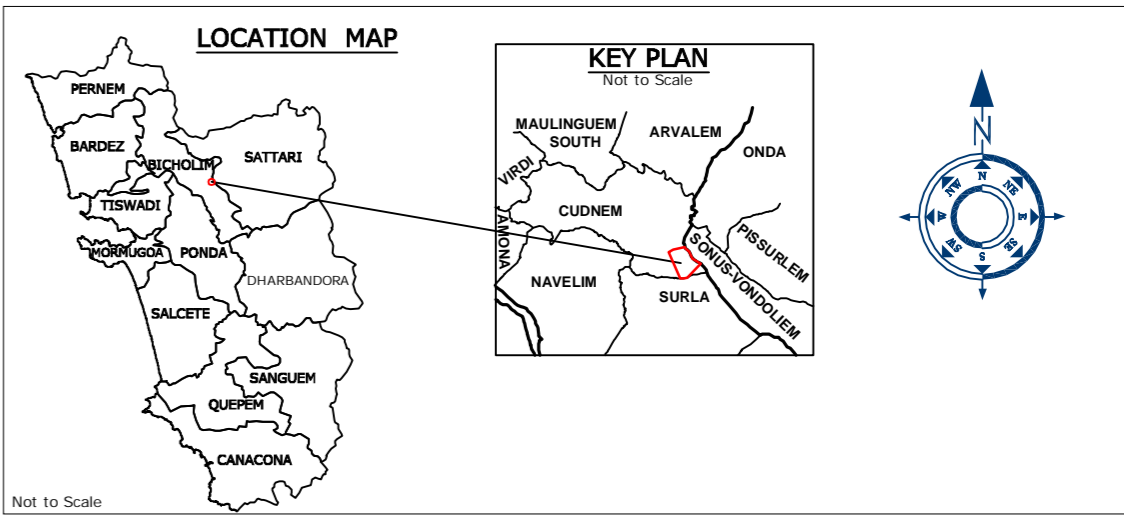 LOCATION MAP
PERNEM
BARDEZ
BICHOLIM
SATTARI
TISWADI
MORMUGOA
PONDA
DHARBANDORA
SALCETE
SANGUEM
QUEPEM
CANACONA
Not to Scale
KEY PLAN
Not to Scale
MAULINGUEM
SOUTH
ARVALEM
ONDA
VIRDI
CUDNEM
PISSURLEM
JAMONA
SONUS-VONDOLIEM
NAVELIM
SURLA
N
N
NE
E
SE
S
SW
W
NW